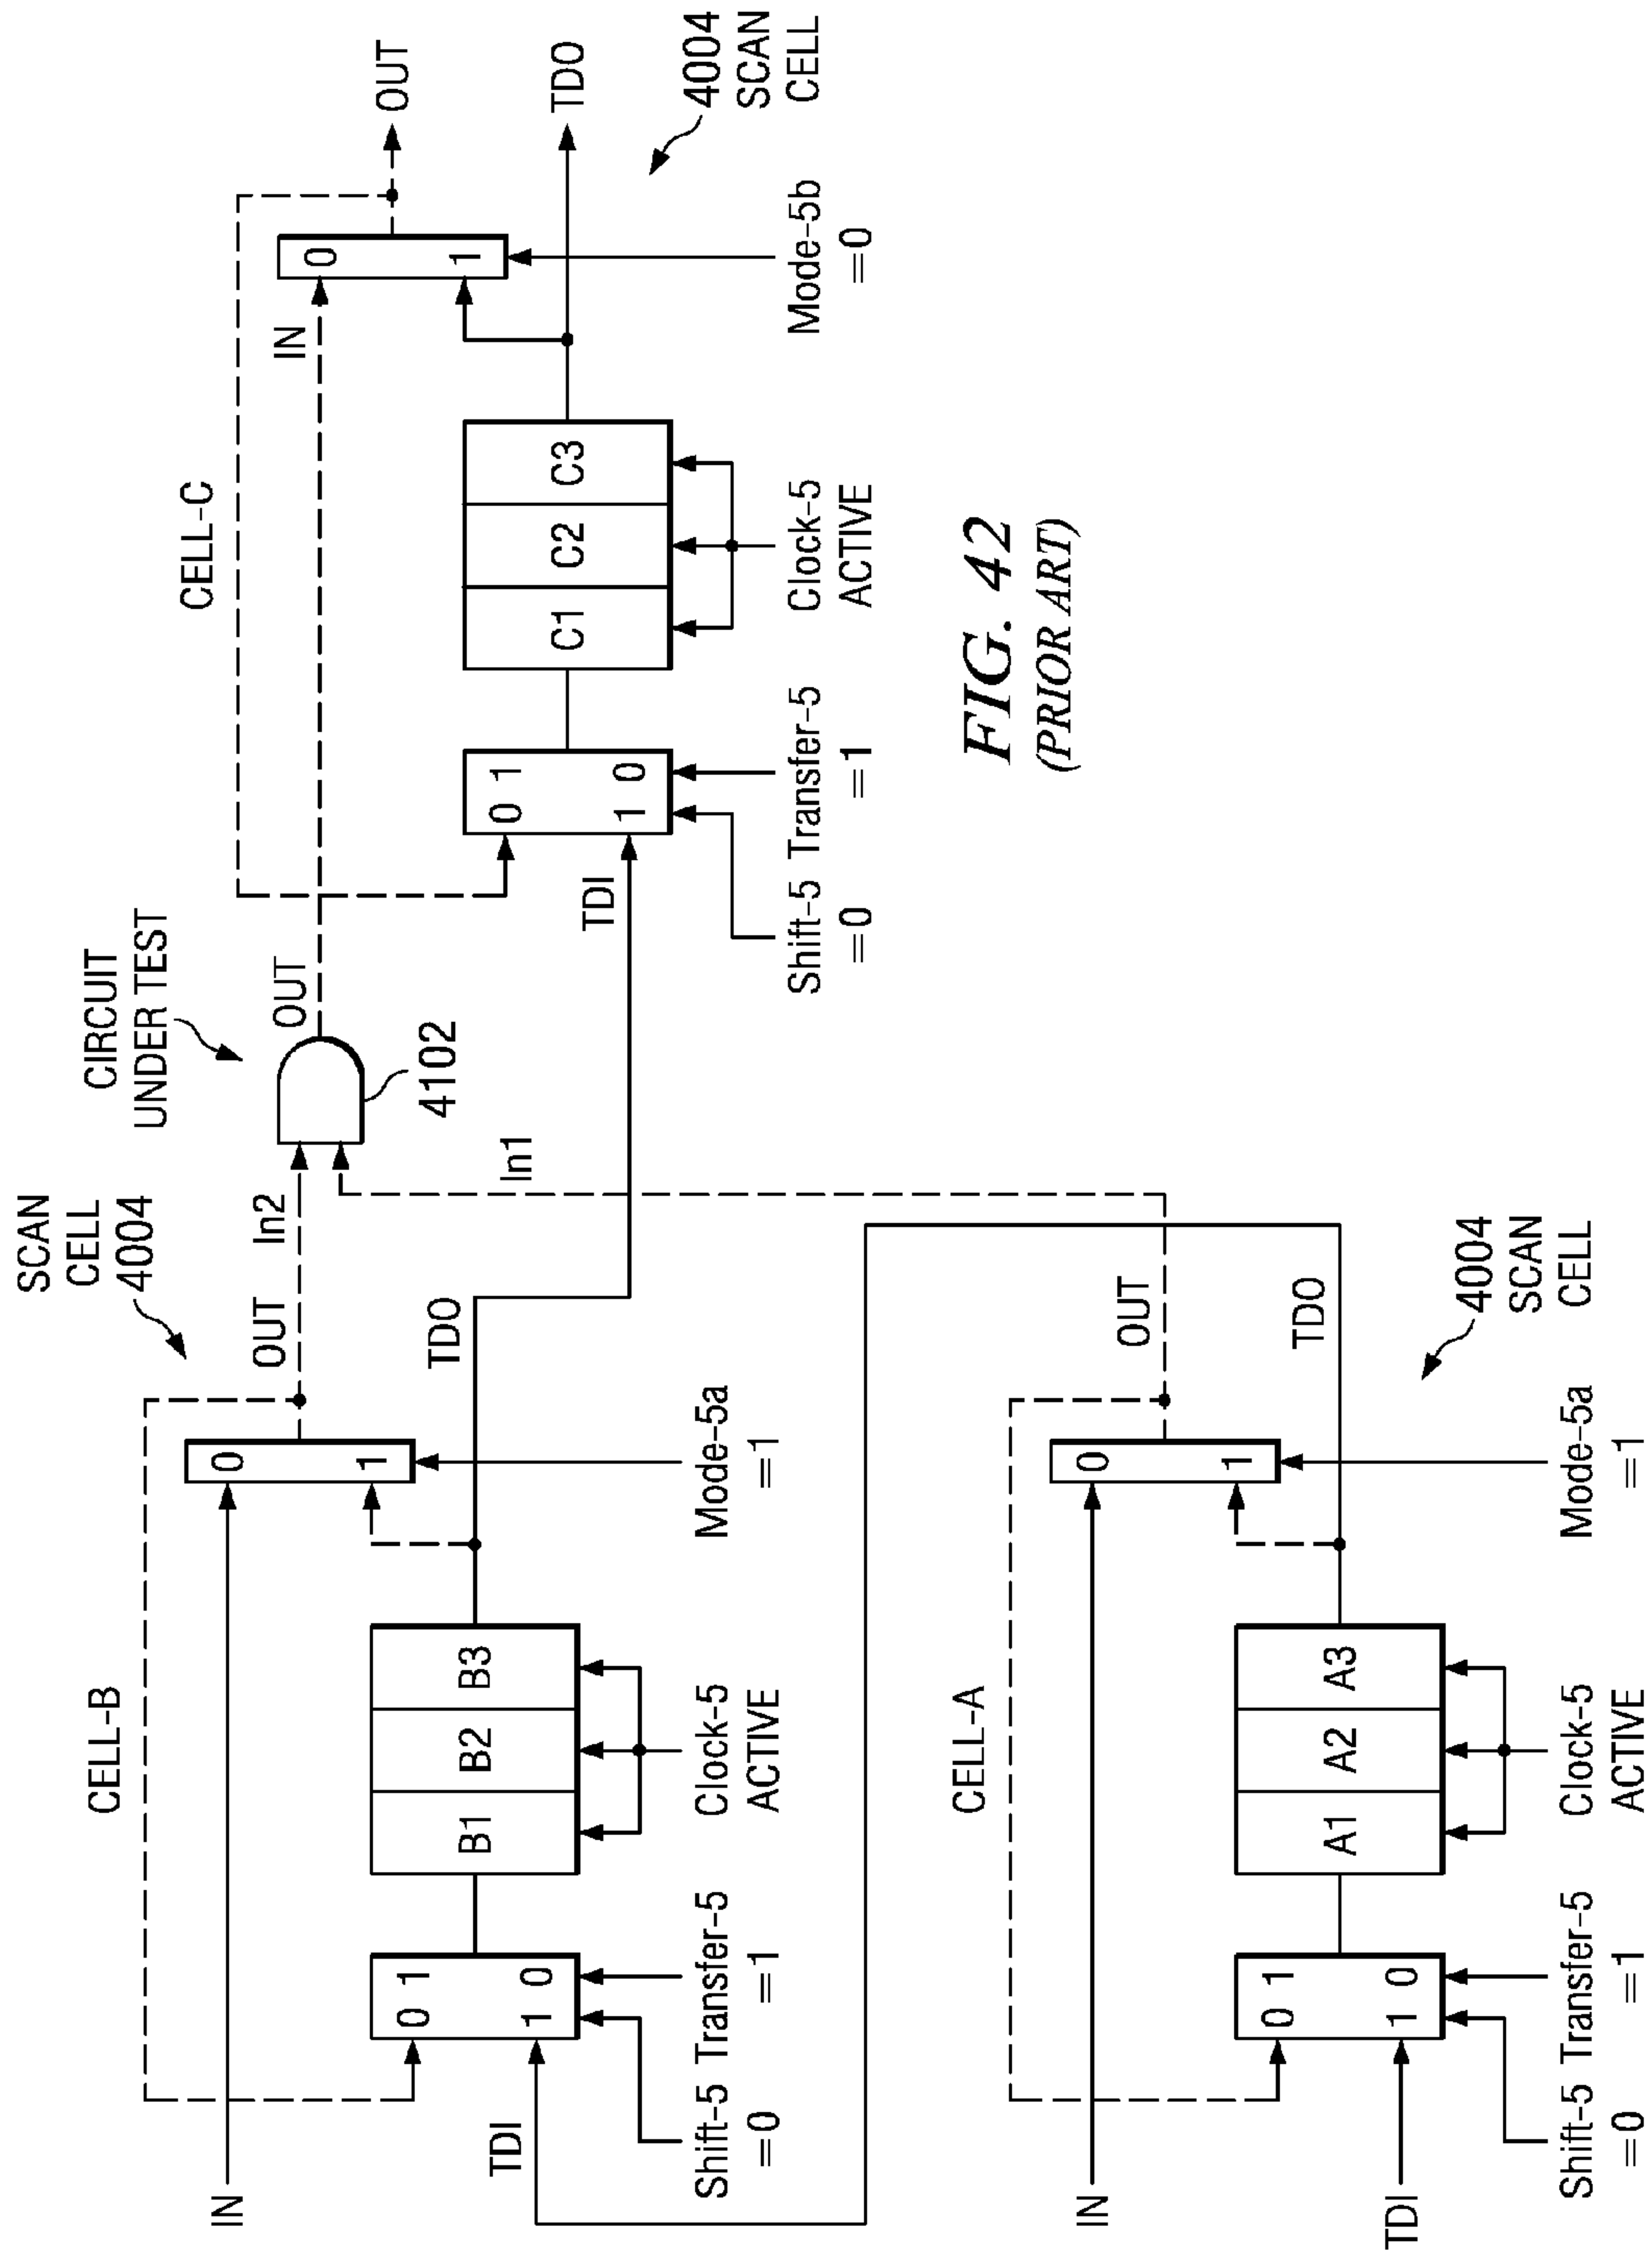 SCAN
CELL
4004
CIRCUIT
UNDER TEST
CELL-B
OUT
In2
OUT
4102
In1
CELL-C
IN
OUT
TDO
4004
SCAN
CELL
IN
0
1
0 1
1 0
B1
B2
B3
TDO
TDI
Shift-5
=0
Transfer-5
=1
Clock-5
ACTIVE
Mode-5a
=1
TDI
0 1
1 0
C1
C2
C3
0
1
Shift-5
=0
Transfer-5
=1
Clock-5
ACTIVE
Mode-5b
=0
CELL-A
OUT
IN
0
1
0 1
1 0
A1
A2
A3
TDO
TDI
4004
SCAN
CELL
Shift-5
=0
Transfer-5
=1
Clock-5
ACTIVE
Mode-5a
=1
FIG. 42
(PRIOR ART)